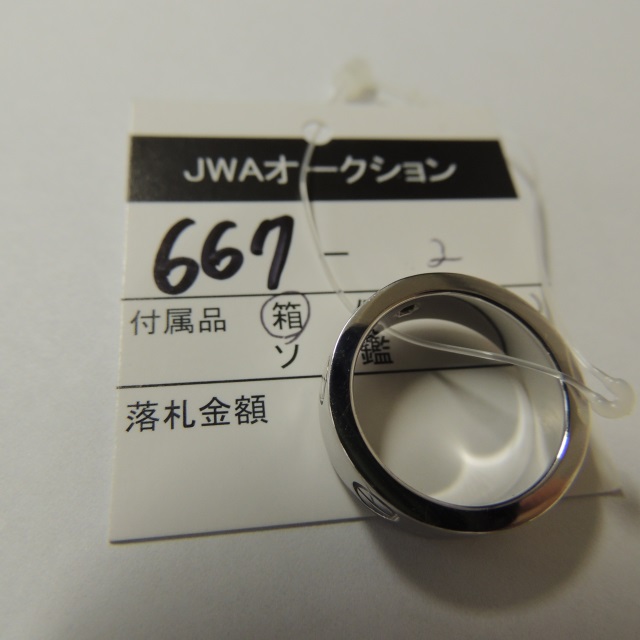 JWAオークション
667 - 2
付属品 箱
ソ 鑑
落札金額